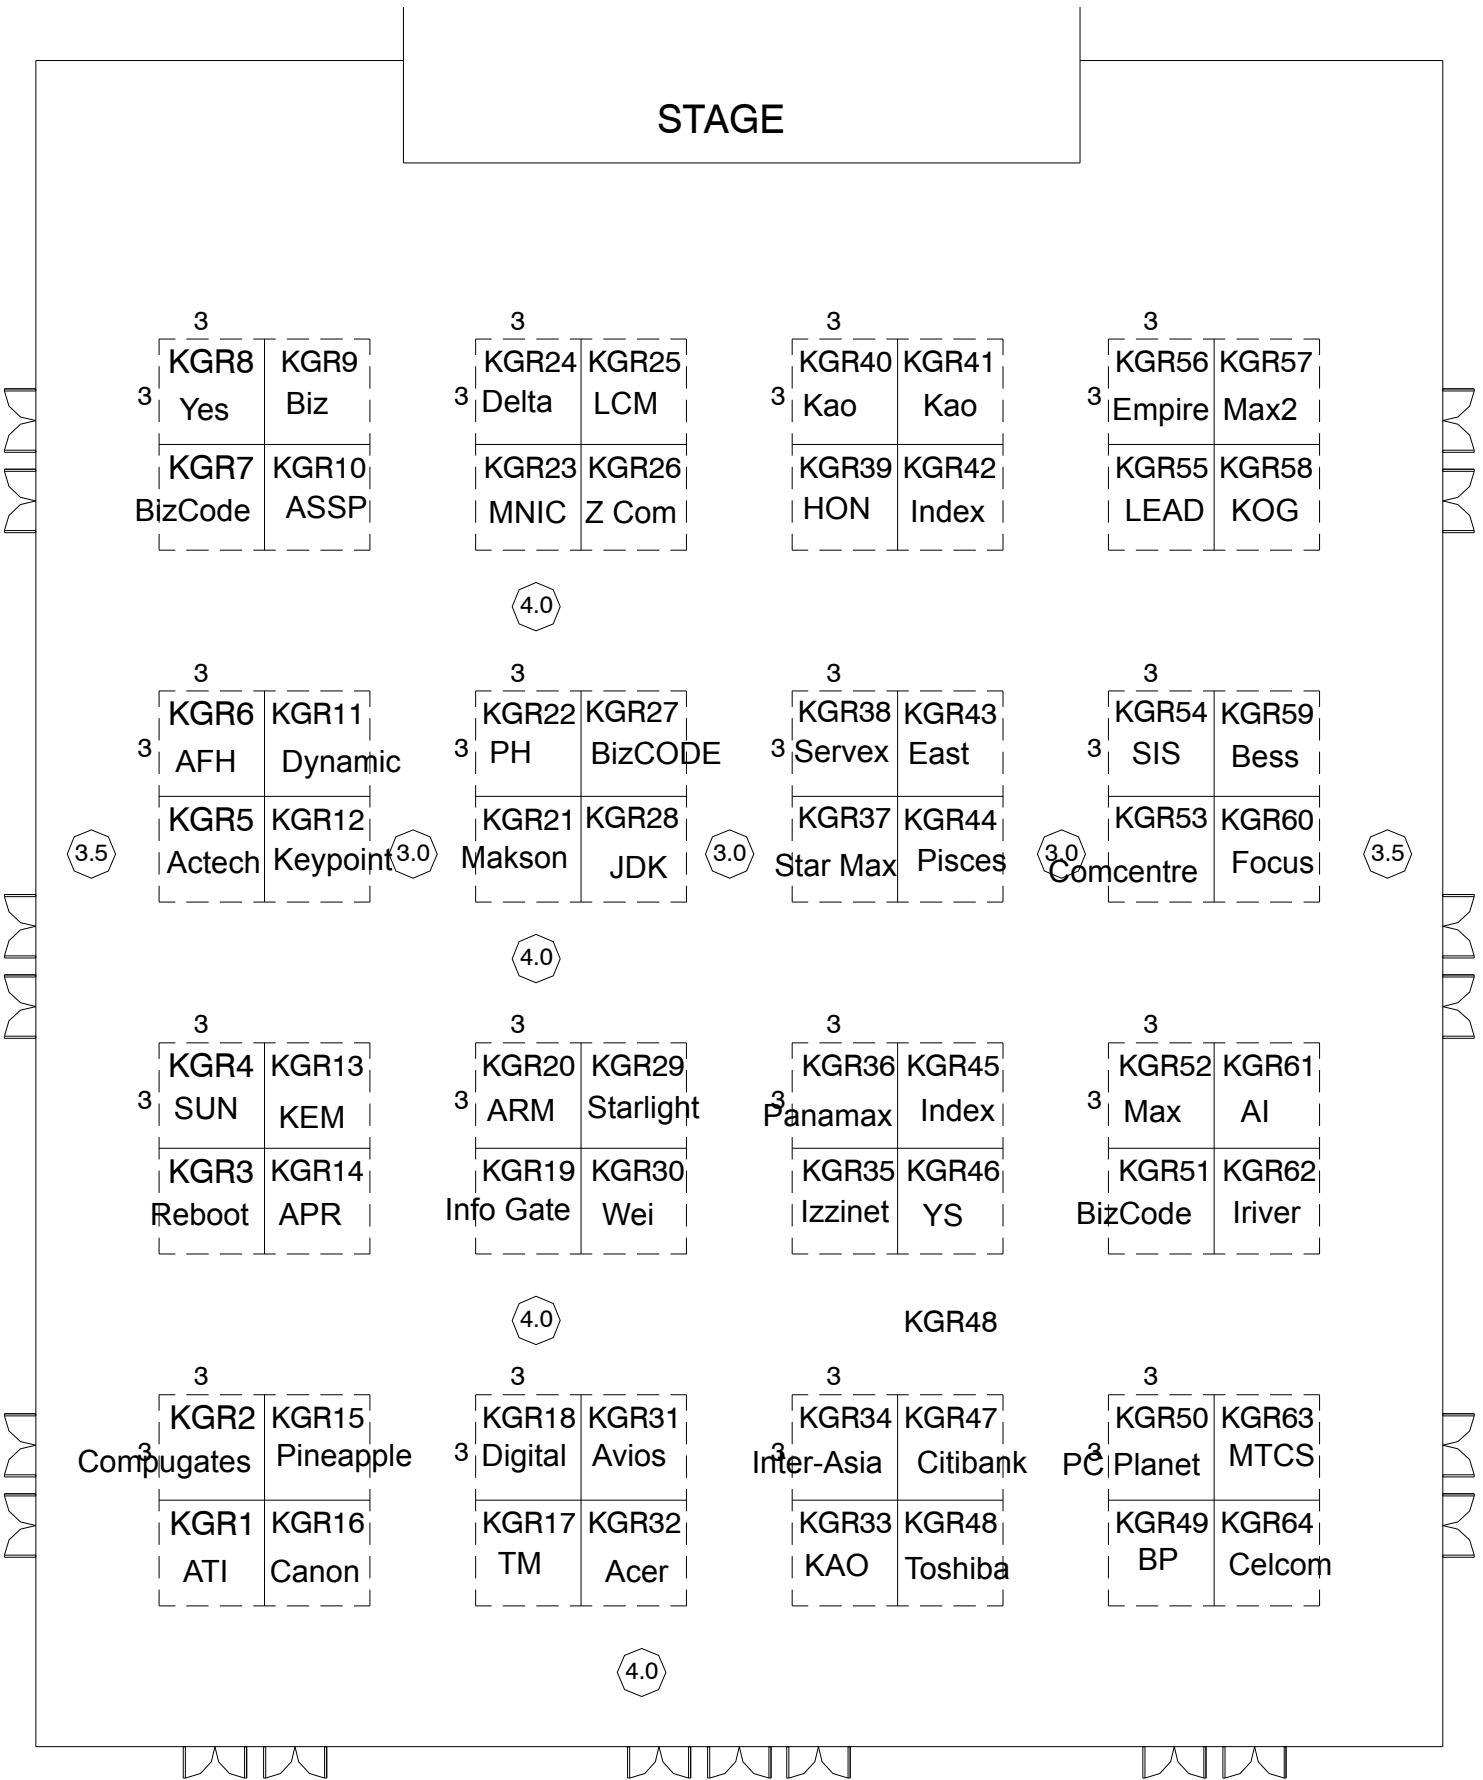 STAGE
3 3 3 3
KGR8 KGR9 KGR24 KGR25 KGR40 KGR41 KGR56 KGR57
3 Yes Biz 3 Delta LCM 3 Kao Kao 3 Empire Max2
KGR7 KGR10 KGR23 KGR26 KGR39 KGR42 KGR55 KGR58
BizCode ASSP MNIC Z Com HON Index LEAD KOG
4.0
3 3 3 3
KGR6 KGR11 KGR22 KGR27 KGR38 KGR43 KGR54 KGR59
3 AFH Dynamic 3 PH BizCODE 3 Servex East 3 SIS Bess
KGR5 KGR12 KGR21 KGR28 KGR37 KGR44 KGR53 KGR60
3.5 Actech Keypoint 3.0 Makson JDK 3.0 Star Max Pisces 3.0 Comcentre Focus 3.5
4.0
3 3 3 3
KGR4 KGR13 KGR20 KGR29 KGR36 KGR45 KGR52 KGR61
3 SUN KEM 3 ARM Starlight 3 Panamax Index 3 Max AI
KGR3 KGR14 KGR19 KGR30 KGR35 KGR46 KGR51 KGR62
Reboot APR Info Gate Wei Izzinet YS BizCode Iriver
4.0 KGR48
3 3 3 3
KGR2 KGR15 KGR18 KGR31 KGR34 KGR47 KGR50 KGR63
3 Compugates Pineapple 3 Digital Avios 3 Inter-Asia Citibank 3 PC Planet MTCS
KGR1 KGR16 KGR17 KGR32 KGR33 KGR48 KGR49 KGR64
ATI Canon TM Acer KAO Toshiba BP Celcom
4.0